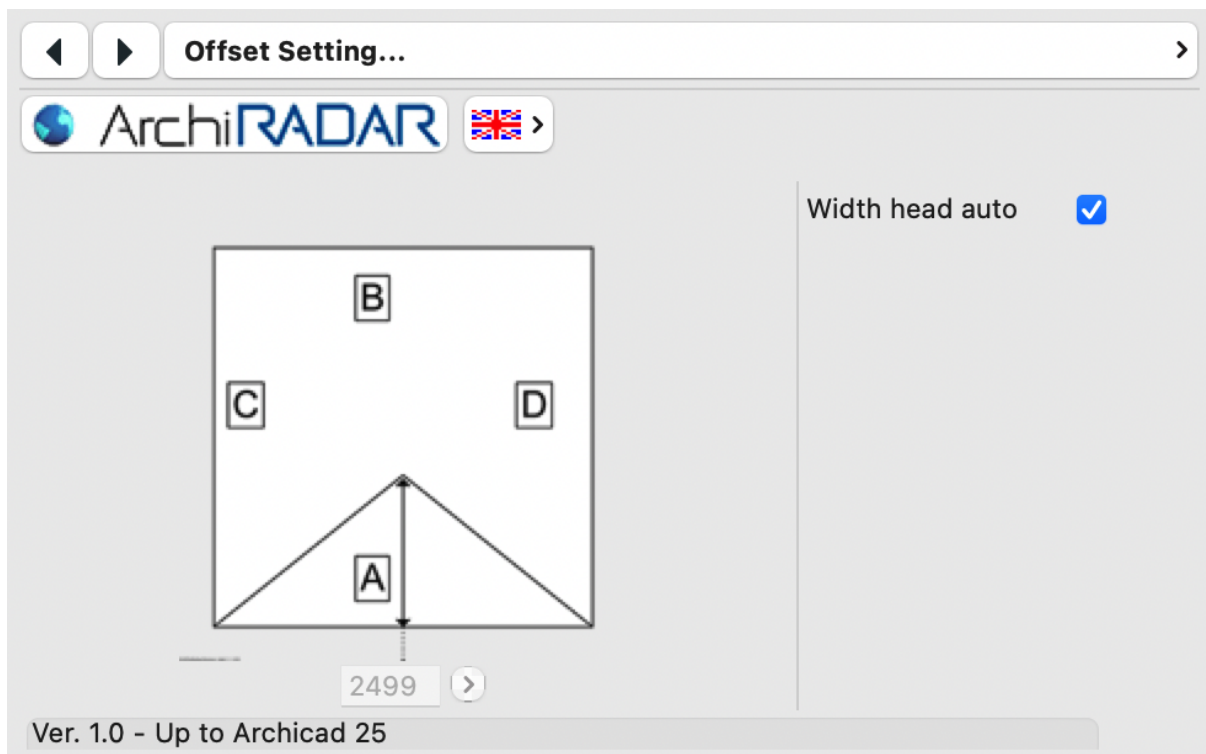 Offset Setting...
ArchiRADAR
Width head auto
B
C D
A
2499
Ver. 1.0 - Up to Archicad 25